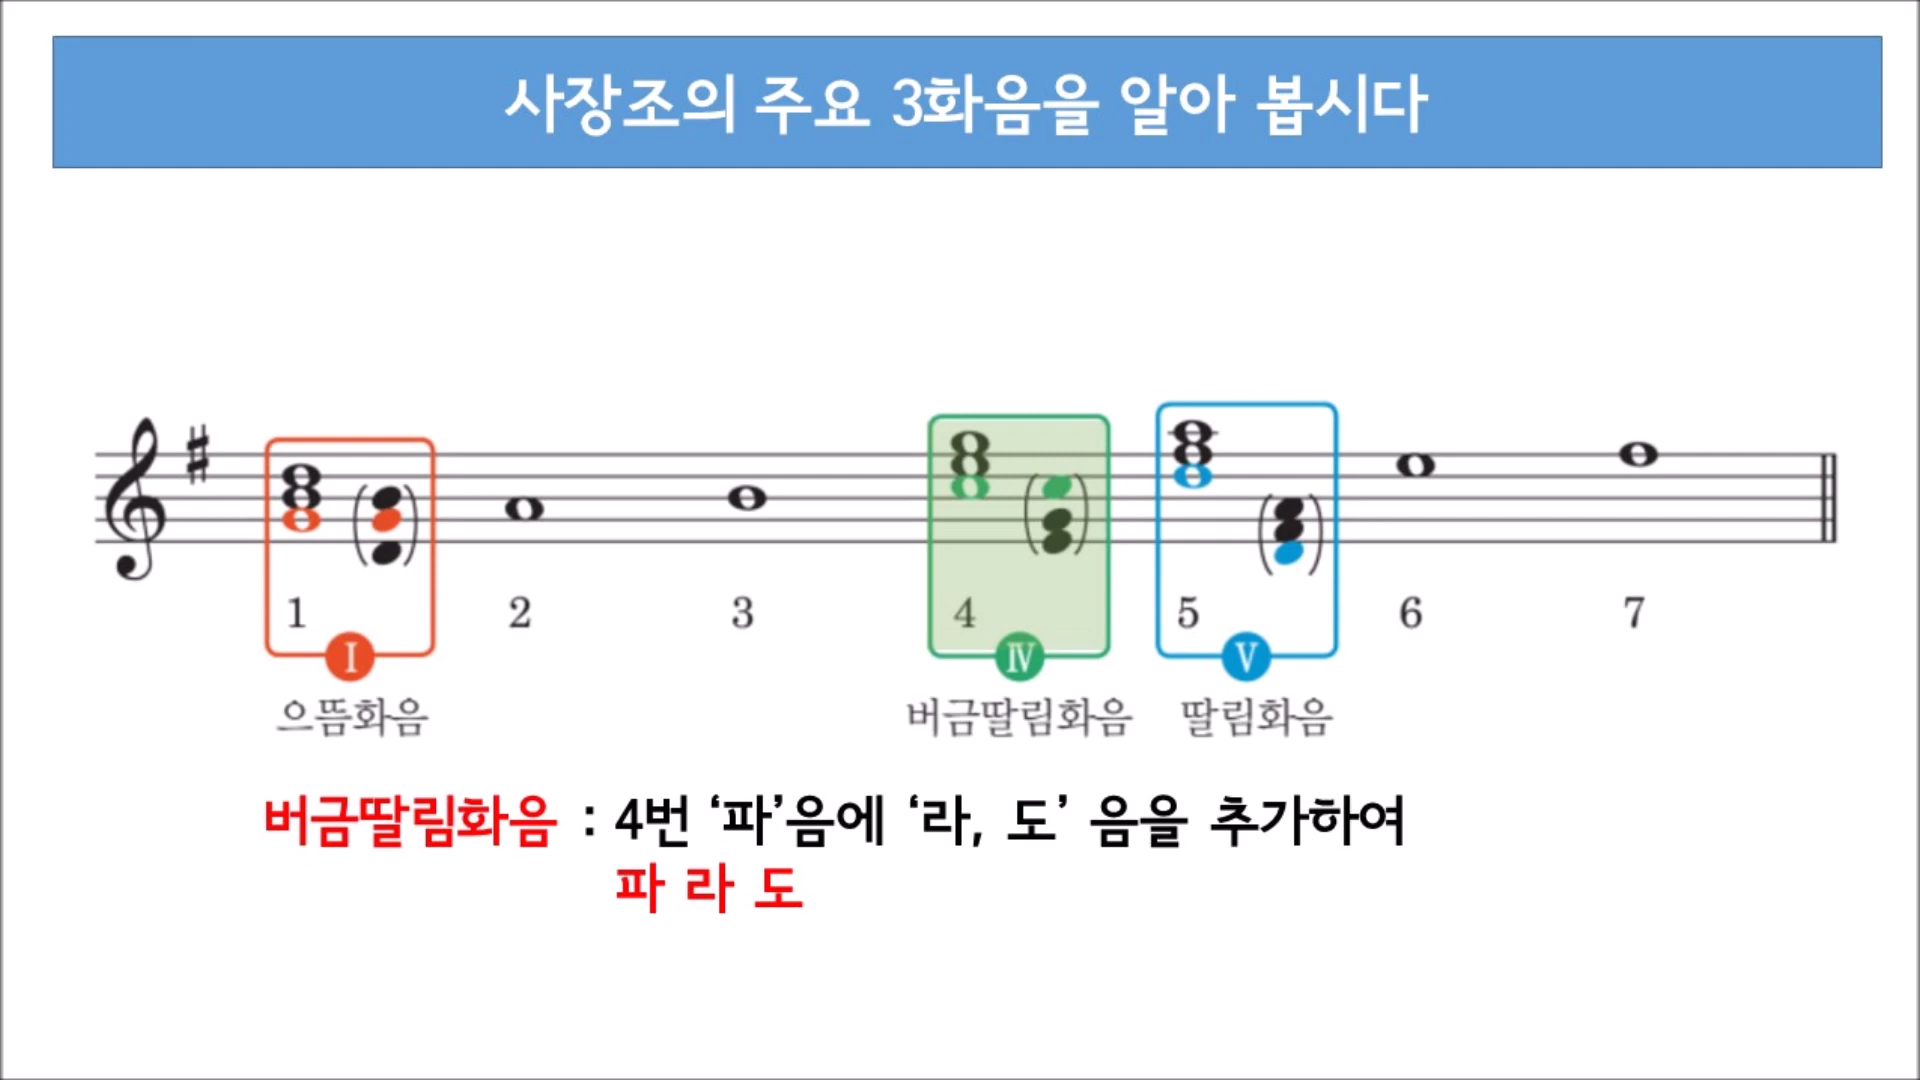 사장조의 주요 3화음을 알아 봅시다
1 2 3 4 5 6 7
Ⅰ Ⅳ Ⅴ
으뜸화음 버금딸림화음 딸림화음
버금딸림화음 : 4번 ‘파’음에 ‘라, 도’ 음을 추가하여
파 라 도